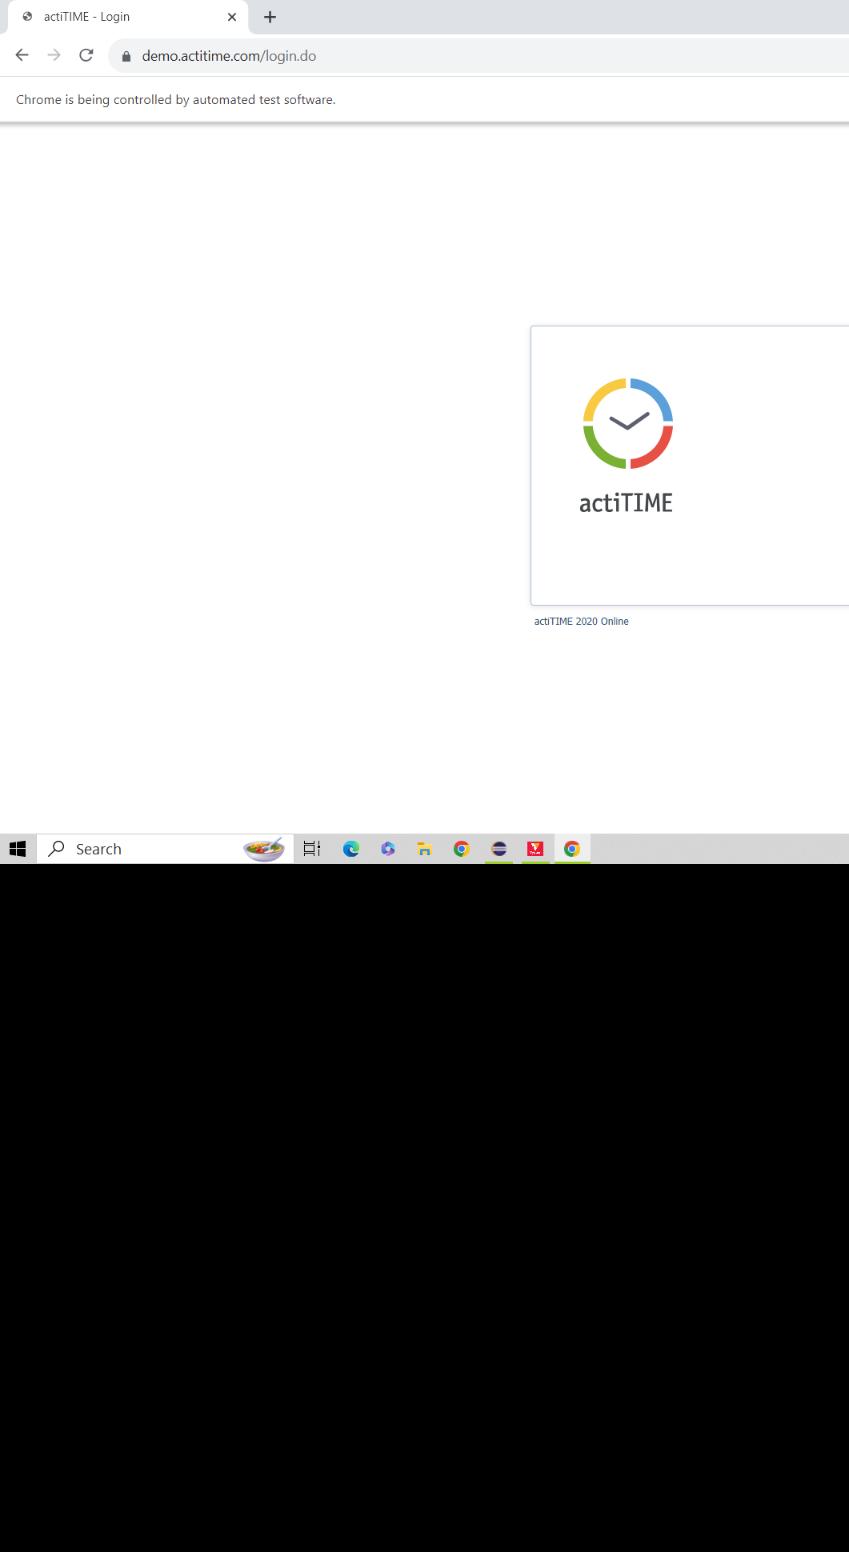 actiTIME - Login
demo.actitime.com/login.do
Chrome is being controlled by automated test software.
actiTIME
actiTIME 2020 Online
Search